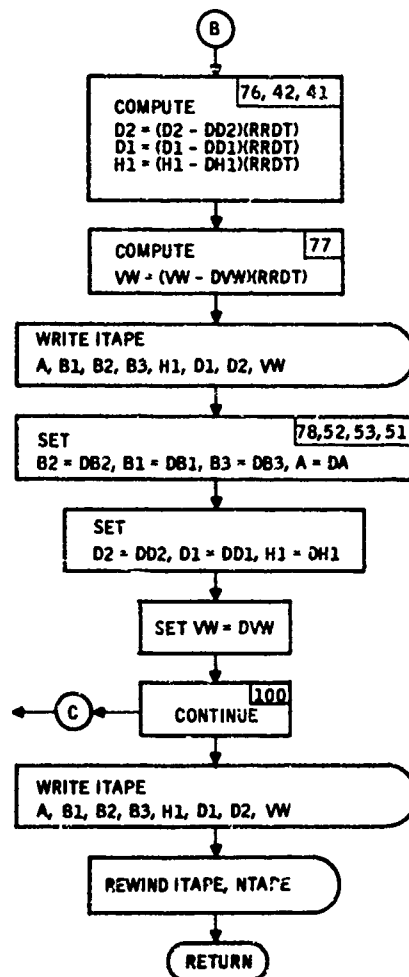 B
76, 42, 41
COMPUTE
D2 = (D2 - DD2)(RRDT)
D1 = (D1 - DD1)(RRDT)
H1 = (H1 - DH1)(RRDT)
77
COMPUTE
VW = (VW - DVW)(RRDT)
WRITE ITAPE
A, B1, B2, B3, H1, D1, D2, VW
78,52,53,51
SET
B2 = DB2, B1 = DB1, B3 = DB3, A = DA
SET
D2 = DD2, D1 = DD1, H1 = DH1
SET VW = DVW
100
C
CONTINUE
WRITE ITAPE
A, B1, B2, B3, H1, D1, D2, VW
REWIND ITAPE, NTAPE
RETURN